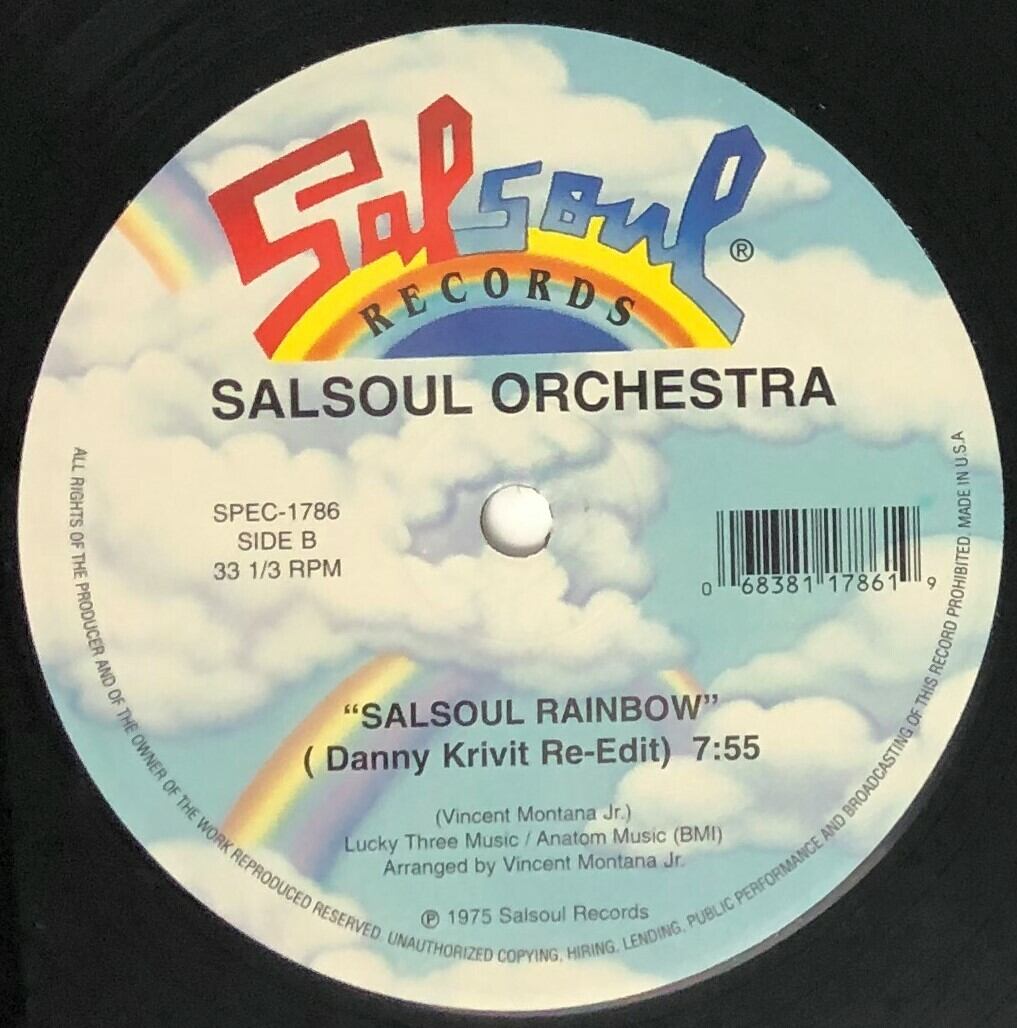 Salsoul ®
RECORDS
SALSOUL ORCHESTRA
SPEC-1786
SIDE B
33 1/3 RPM
0 68381 17861 9
“SALSOUL RAINBOW”
( Danny Krivit Re-Edit) 7:55
(Vincent Montana Jr.)
Lucky Three Music / Anatom Music (BMI)
Arranged by Vincent Montana Jr.
℗ 1975 Salsoul Records
ALL RIGHTS OF THE PRODUCER AND OF THE OWNER OF THE WORK REPRODUCED RESERVED. UNAUTHORIZED COPYING, HIRING, LENDING, PUBLIC PERFORMANCE AND BROADCASTING OF THIS RECORD PROHIBITED. MADE IN U.S.A